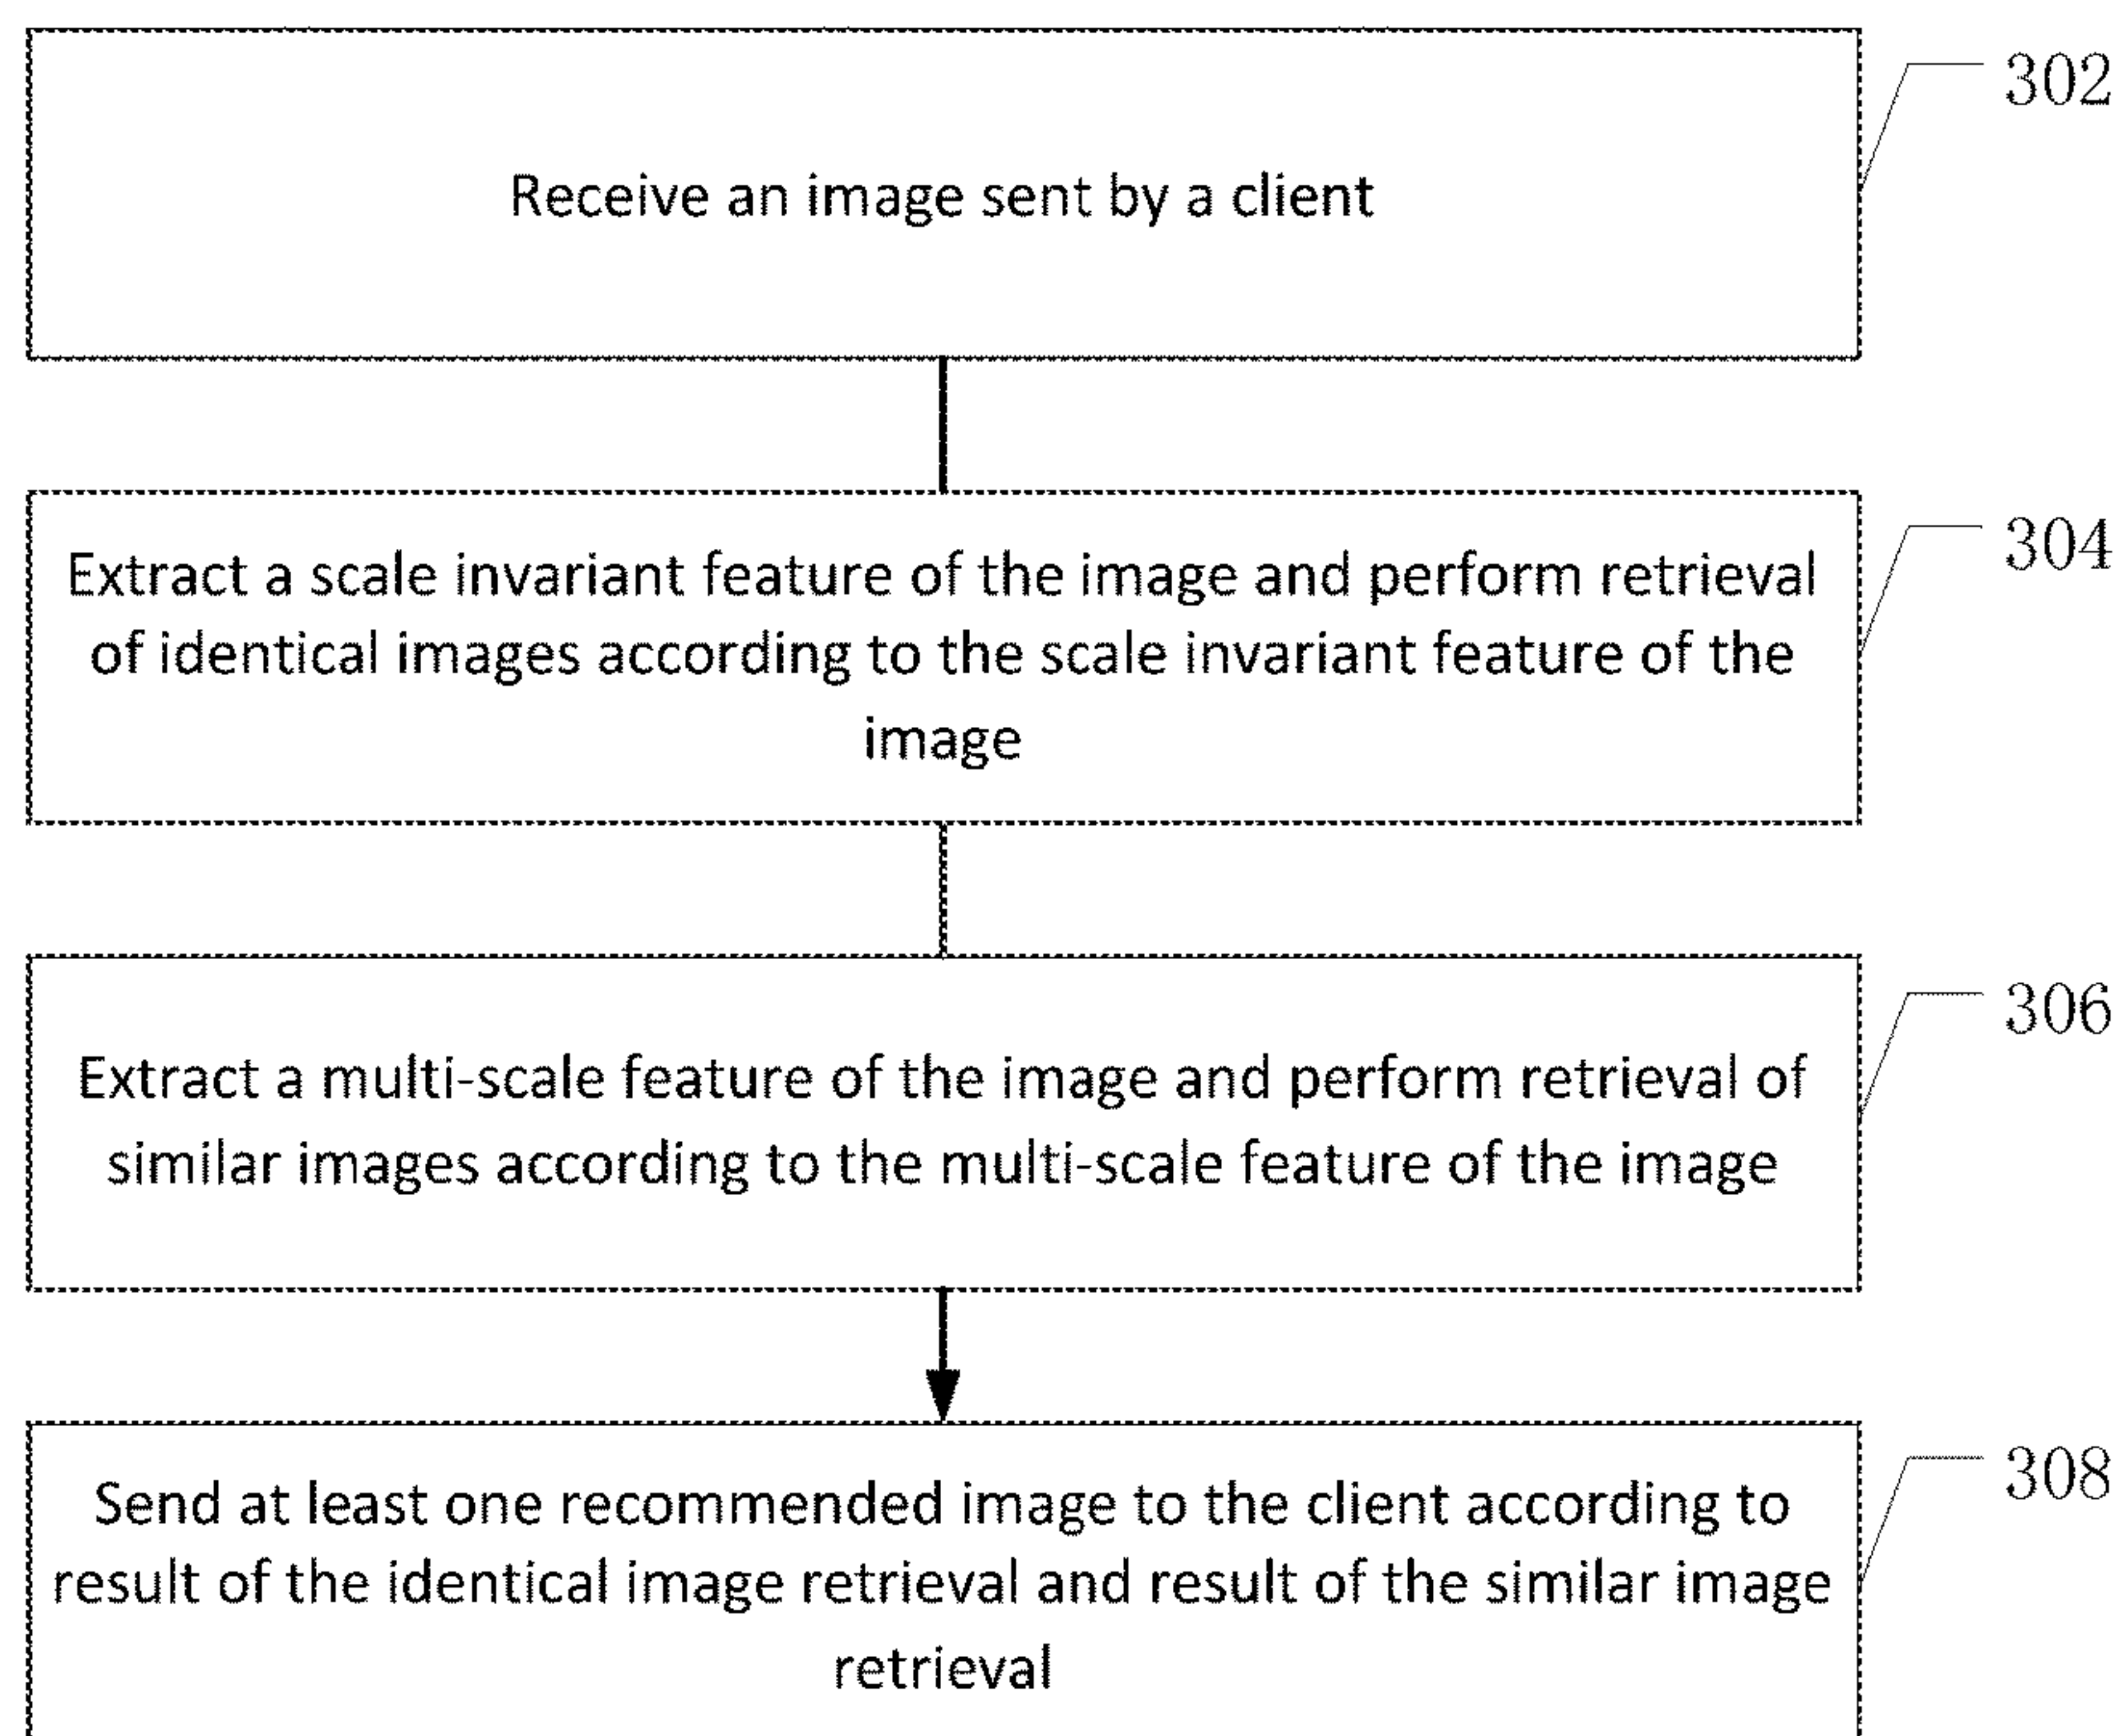 302
Receive an image sent by a client
304
Extract a scale invariant feature of the image and perform retrieval
of identical images according to the scale invariant feature of the
image
306
Extract a multi-scale feature of the image and perform retrieval of
similar images according to the multi-scale feature of the image
308
Send at least one recommended image to the client according to
result of the identical image retrieval and result of the similar image
retrieval